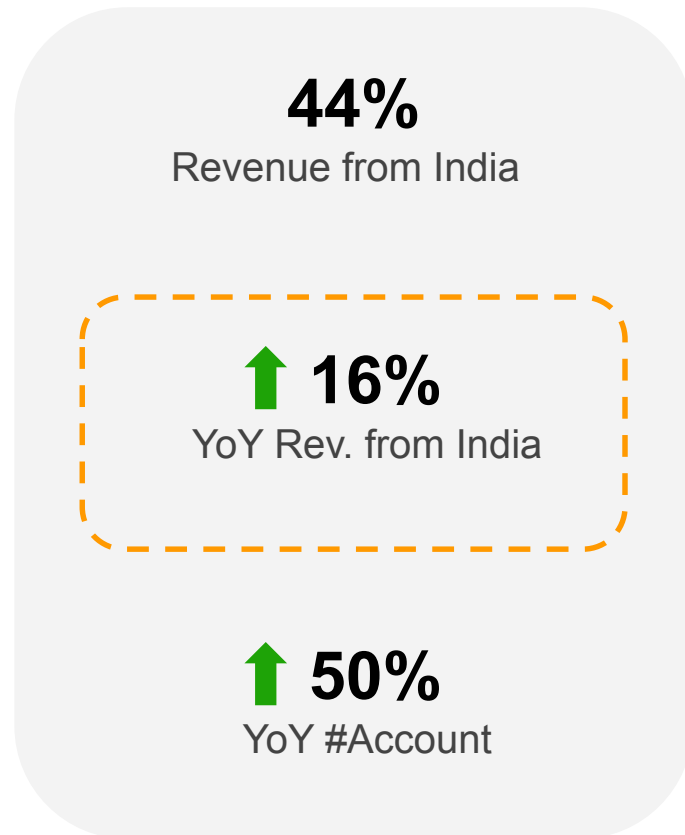 44%
Revenue from India
16%
YoY Rev. from India
50%
YoY #Account